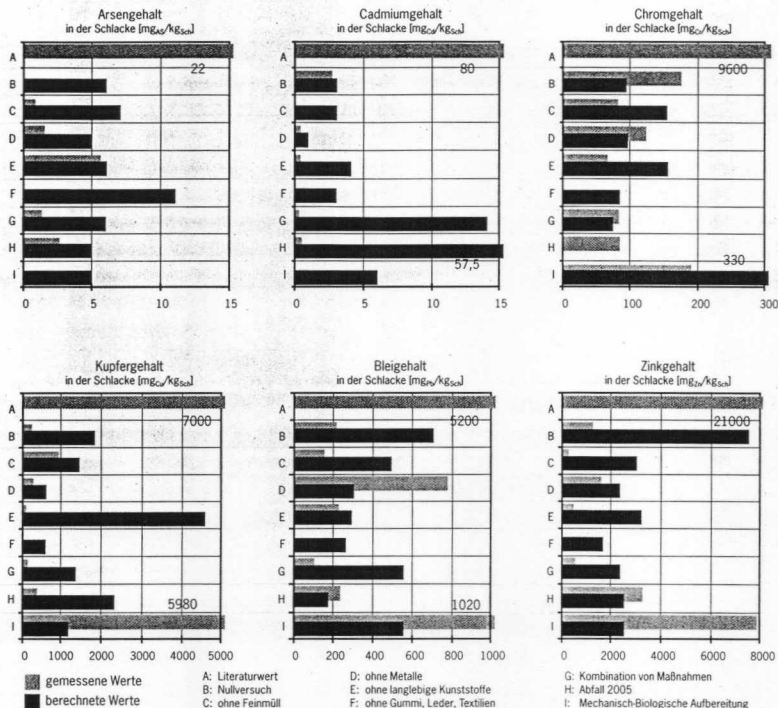 Arsengehalt
in der Schlacke [mgAS/kgSch]
A
22
B
C
D
E
F
G
H
I
0 5 10 15
Cadmiumgehalt
in der Schlacke [mgCd/kgSch]
A
80
B
C
D
E
F
G
H
57,5
I
0 5 10 15
Chromgehalt
in der Schlacke [mgCr/kgSch]
A
9600
B
C
D
E
F
G
H
330
I
0 100 200 300
Kupfergehalt
in der Schlacke [mgCu/kgSch]
A
7000
B
C
D
E
F
G
H
5980
I
0 1000 2000 3000 4000 5000
Bleigehalt
in der Schlacke [mgPb/kgSch]
A
5200
B
C
D
E
F
G
H
1020
I
0 200 400 600 800 1000
Zinkgehalt
in der Schlacke [mgZn/kgSch]
A
21000
B
C
D
E
F
G
H
I
0 2000 4000 6000 8000
gemessene Werte
berechnete Werte
A: Literaturwert
B: Nullversuch
C: ohne Feinmüll
D: ohne Metalle
E: ohne langlebige Kunststoffe
F: ohne Gummi, Leder, Textilien
G: Kombination von Maßnahmen
H: Abfall 2005
I: Mechanisch-Biologische Aufbereitung